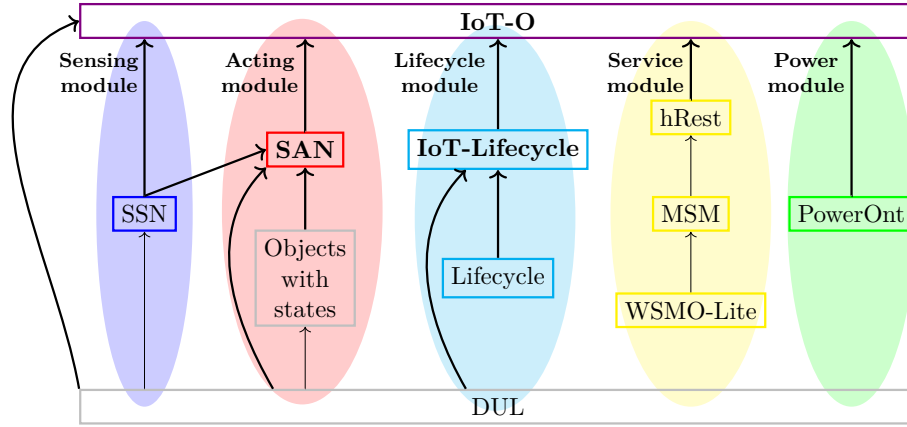 IoT-O
Sensing
module
Acting
module
Lifecycle
module
Service
module
Power
module
hRest
SAN
IoT-Lifecycle
SSN
MSM
PowerOnt
Objects
with
states
Lifecycle
WSMO-Lite
DUL